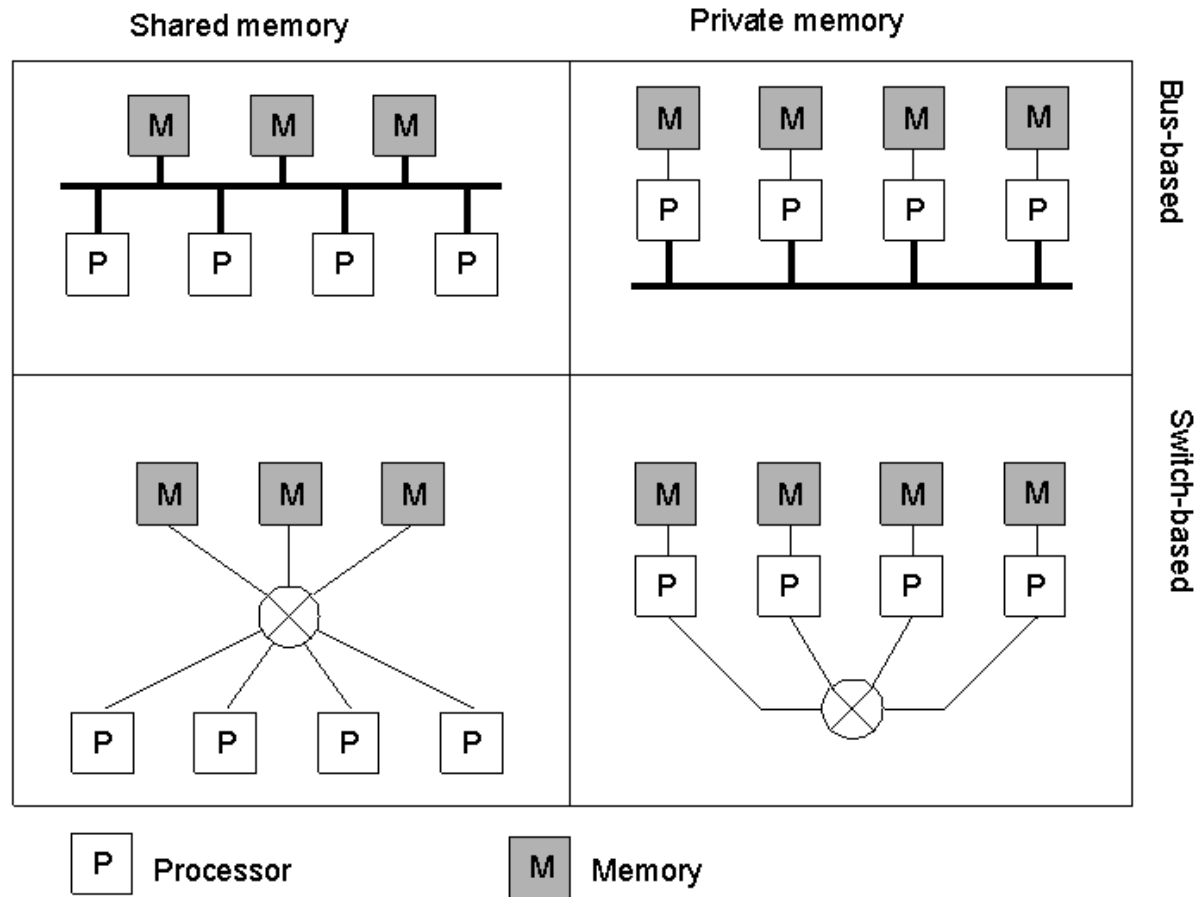 Shared memory
Private memory
M M M
P P P P
M M M M
P P P P
Bus-based
M M M
P P P P
M M M M
P P P P
Switch-based
P Processor
M Memory